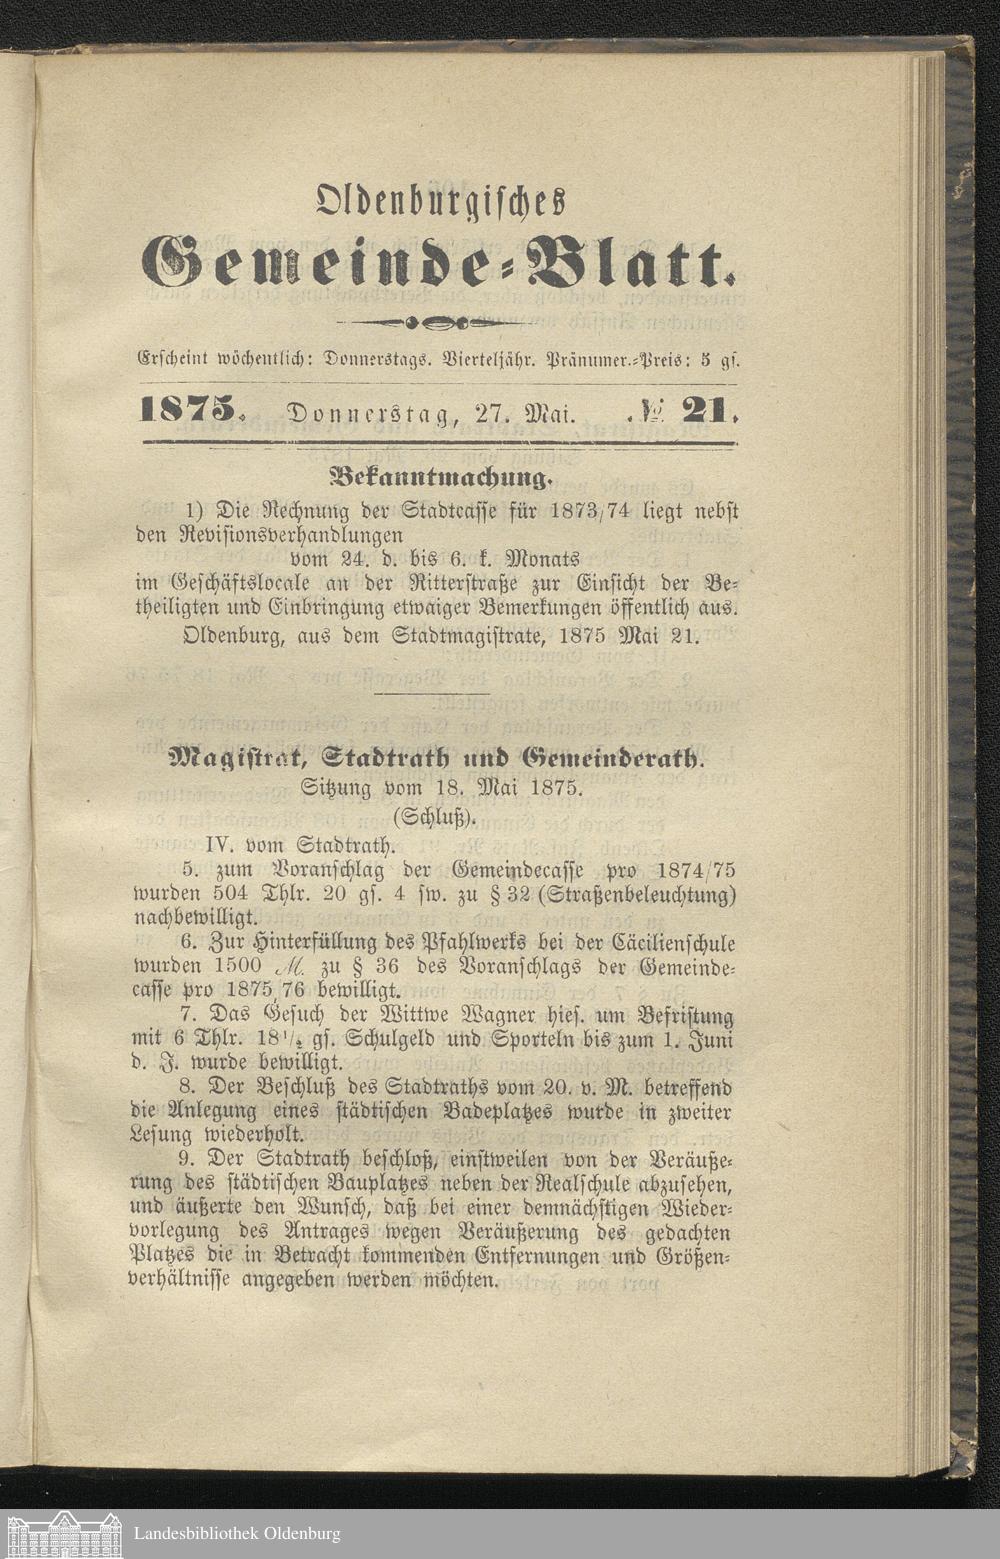 Oldenburgisches
Gemeinde-Blatt.
Erscheint wöchentlich: Donnerstags. Vierteljähr. Pränumer.-Preis: 5 gs.
1875. Donnerstag, 27. Mai. № 21.
Bekanntmachung.
1) Die Rechnung der Stadtcasse für 1873/74 liegt nebst
den Revisionsverhandlungen
vom 24. d. bis 6. k. Monats
im Geschäftslocale an der Ritterstraße zur Einsicht der Be-
theiligten und Einbringung etwaiger Bemerkungen öffentlich aus.
Oldenburg, aus dem Stadtmagistrate, 1875 Mai 21.
Magistrat, Stadtrath und Gemeinderath.
Sitzung vom 18. Mai 1875.
(Schluß).
IV. vom Stadtrath.
5. zum Voranschlag der Gemeindecasse pro 1874/75
wurden 504 Thlr. 20 gs. 4 sw. zu § 32 (Straßenbeleuchtung)
nachbewilligt.
6. Zur Hinterfüllung des Pfahlwerks bei der Cäcilienschule
wurden 1500 M. zu § 36 des Voranschlags der Gemeinde-
casse pro 1875/76 bewilligt.
7. Das Gesuch der Wittwe Wagner hies. um Befristung
mit 6 Thlr. 18½ gs. Schulgeld und Sporteln bis zum 1. Juni
d. J. wurde bewilligt.
8. Der Beschluß des Stadtraths vom 20. v. M. betreffend
die Anlegung eines städtischen Badeplatzes wurde in zweiter
Lesung wiederholt.
9. Der Stadtrath beschloß, einstweilen von der Veräuße-
rung des städtischen Bauplatzes neben der Realschule abzusehen,
und äußerte den Wunsch, daß bei einer demnächstigen Wieder-
vorlegung des Antrages wegen Veräußerung des gedachten
Platzes die in Betracht kommenden Entfernungen und Größen-
verhältnisse angegeben werden möchten.
Landesbibliothek Oldenburg